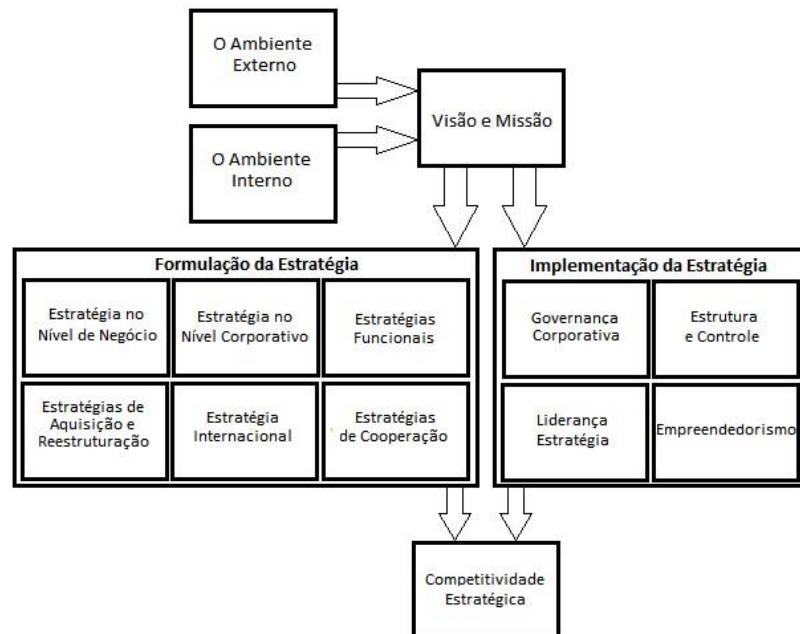 O Ambiente
Externo
O Ambiente
Interno
Visão e Missão
Formulação da Estratégia
Estratégia no
Nível de Negócio
Estratégia no
Nível Corporativo
Estratégias
Funcionais
Estratégias de
Aquisição e
Reestruturação
Estratégia
Internacional
Estratégias
de Cooperação
Implementação da Estratégia
Governança
Corporativa
Estrutura
e Controle
Liderança
Estratégia
Empreendedorismo
Competitividade
Estratégica